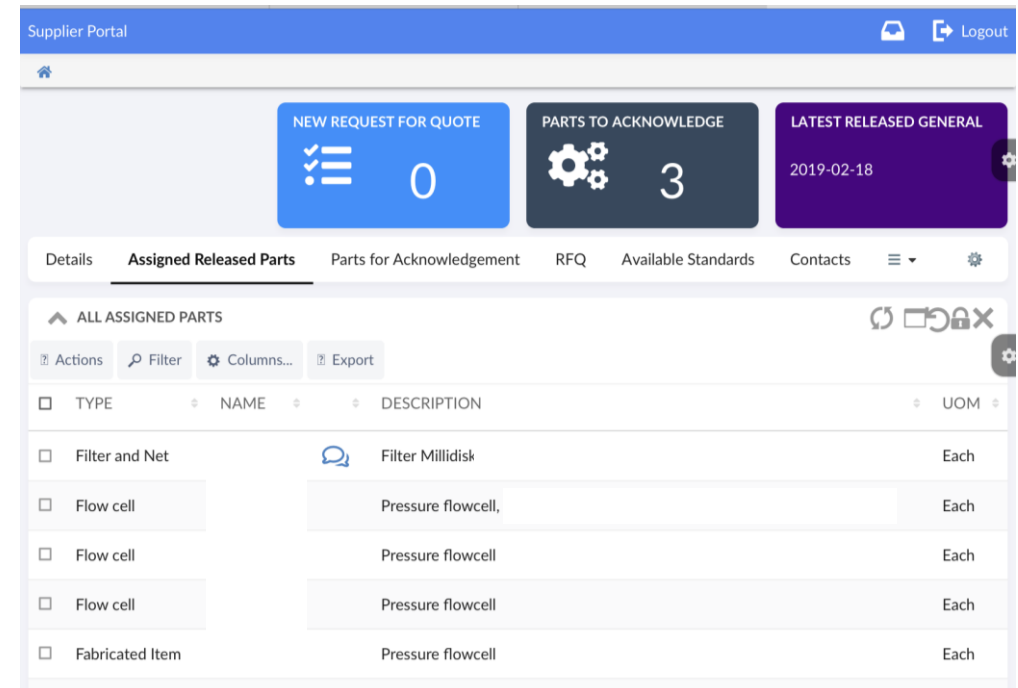 Supplier Portal
Logout
NEW REQUEST FOR QUOTE
0
PARTS TO ACKNOWLEDGE
3
LATEST RELEASED GENERAL
2019-02-18
Details Assigned Released Parts Parts for Acknowledgement RFQ Available Standards Contacts
ALL ASSIGNED PARTS
Actions Filter Columns... Export
TYPE NAME DESCRIPTION UOM
Filter and Net Filter Millidisk Each
Flow cell Pressure flowcell, Each
Flow cell Pressure flowcell Each
Flow cell Pressure flowcell Each
Fabricated Item Pressure flowcell Each